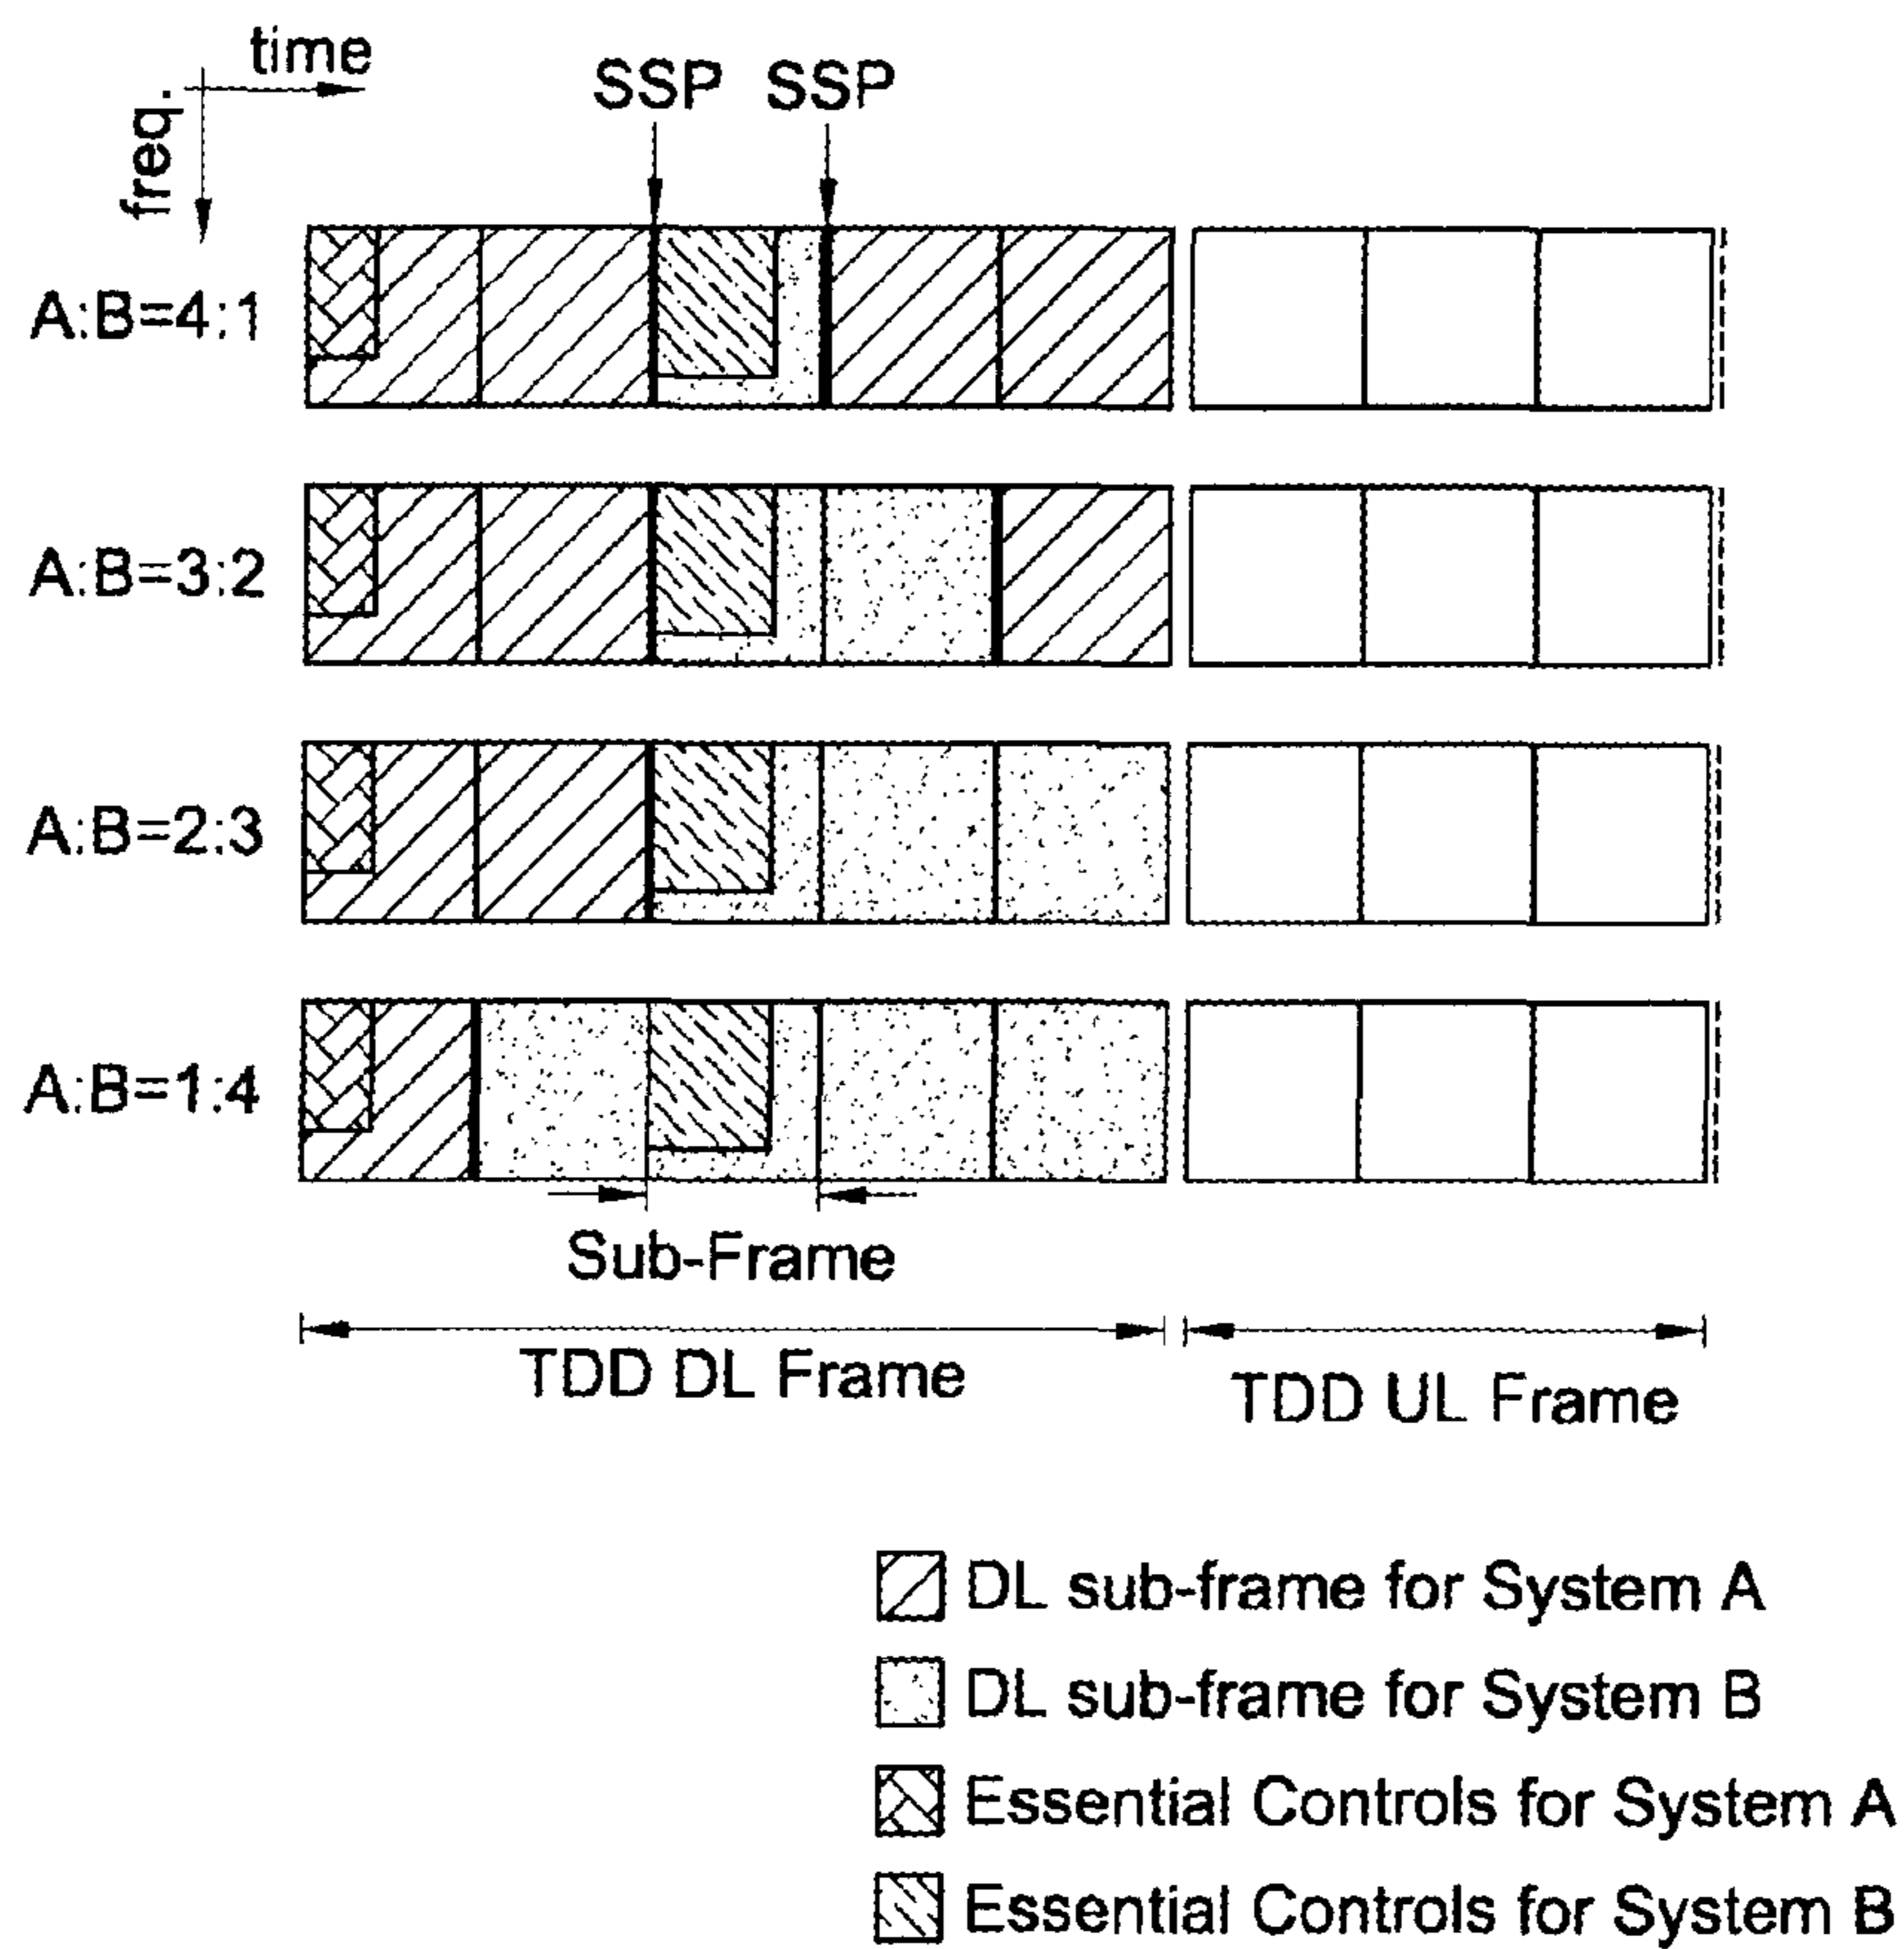 time
freq.
SSP SSP
A:B=4:1
A:B=3:2
A:B=2:3
A:B=1:4
Sub-Frame
TDD DL Frame
TDD UL Frame
DL sub-frame for System A
DL sub-frame for System B
Essential Controls for System A
Essential Controls for System B